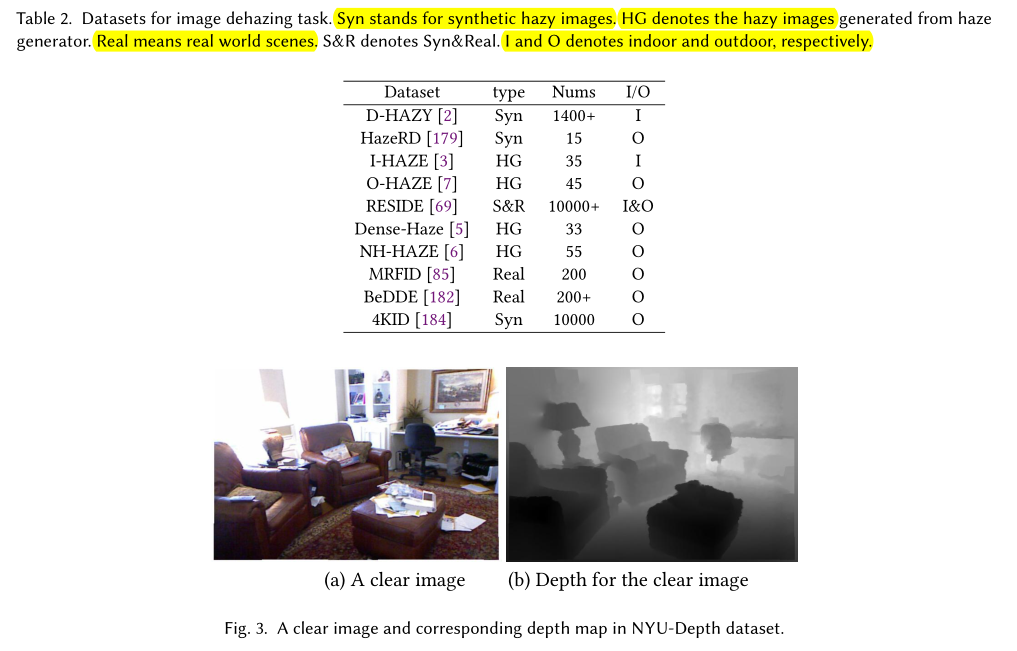 Table 2. Datasets for image dehazing task. Syn stands for synthetic hazy images. HG denotes the hazy images generated from haze
generator. Real means real world scenes. S&R denotes Syn&Real. I and O denotes indoor and outdoor, respectively.
Dataset type Nums I/O
D-HAZY [2] Syn 1400+ I
HazeRD [179] Syn 15 O
I-HAZE [3] HG 35 I
O-HAZE [7] HG 45 O
RESIDE [69] S&R 10000+ I&O
Dense-Haze [5] HG 33 O
NH-HAZE [6] HG 55 O
MRFID [85] Real 200 O
BeDDE [182] Real 200+ O
4KID [184] Syn 10000 O
(a) A clear image (b) Depth for the clear image
Fig. 3. A clear image and corresponding depth map in NYU-Depth dataset.